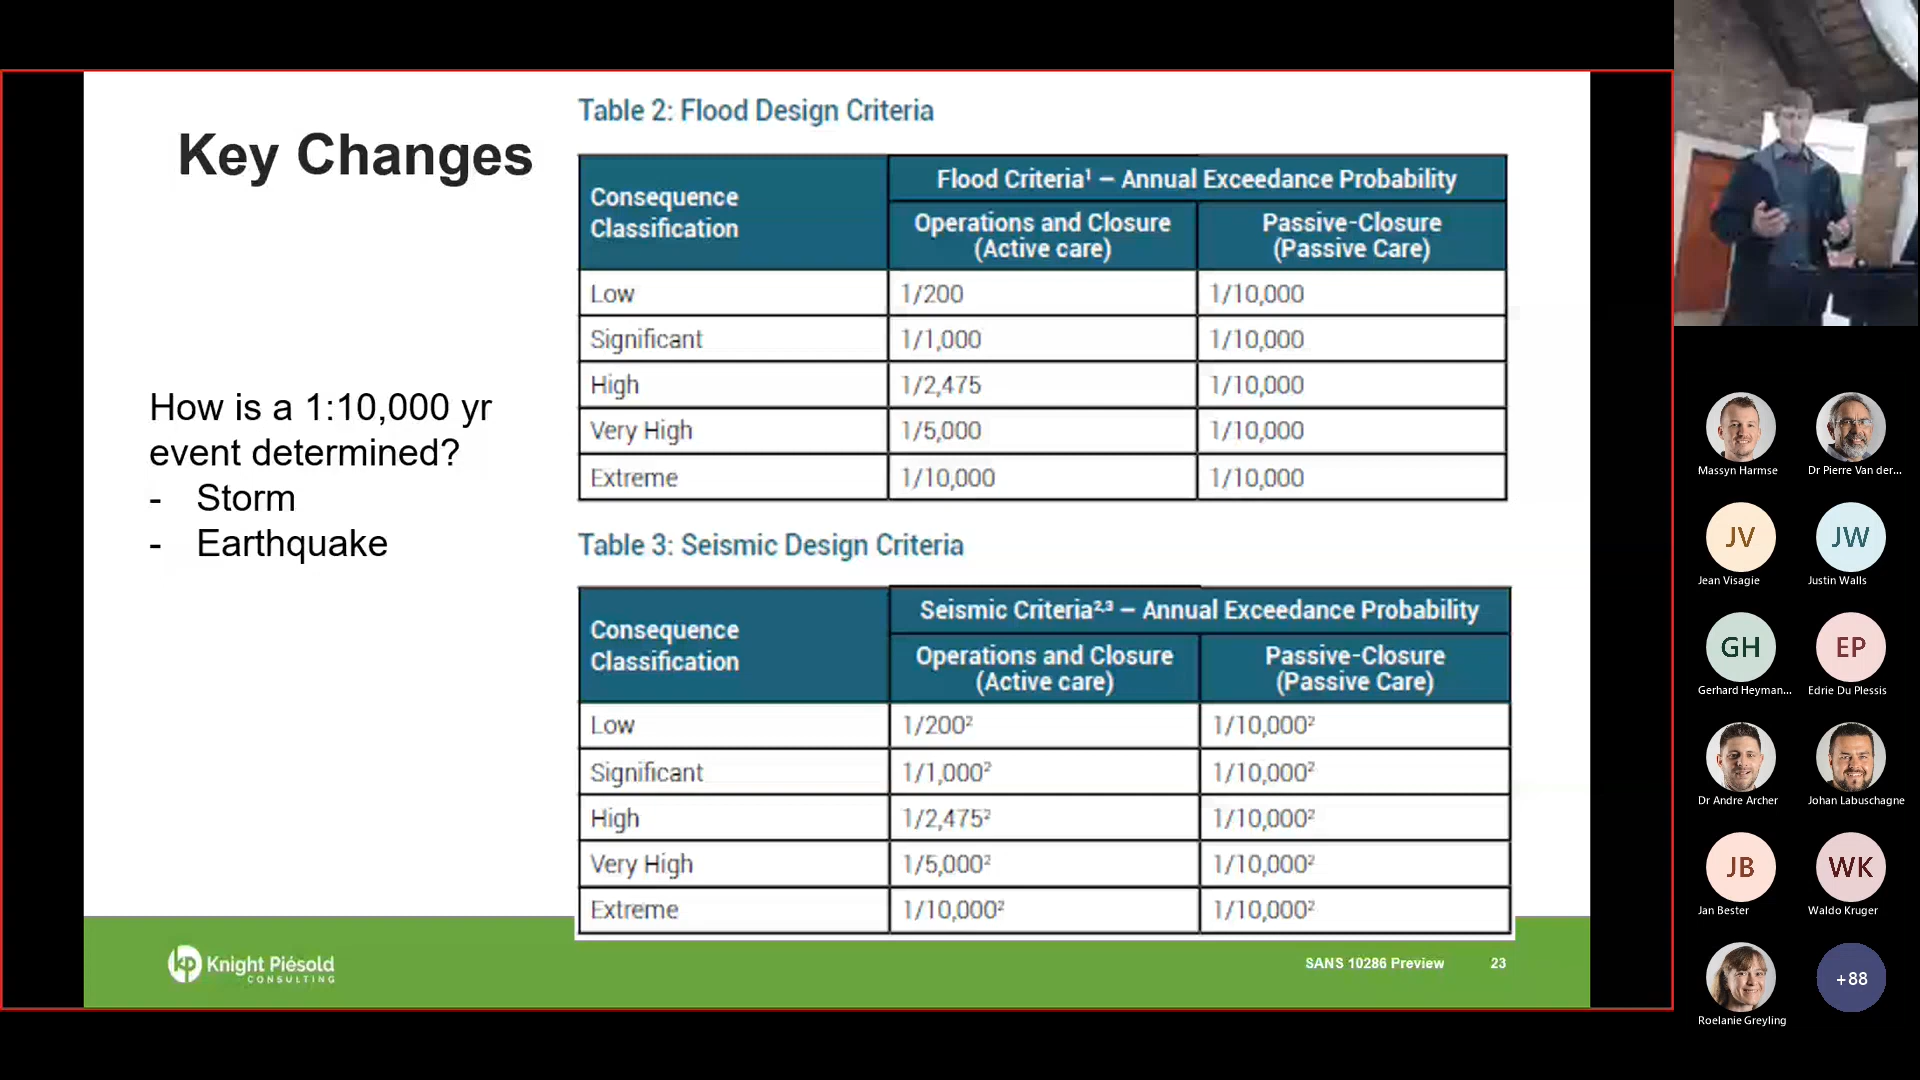 Key Changes
How is a 1:10,000 yr
event determined?
- Storm
- Earthquake
Table 2: Flood Design Criteria
Consequence
Classification
Flood Criteria¹ – Annual Exceedance Probability
Operations and Closure
(Active care)
Passive-Closure
(Passive Care)
Low 1/200 1/10,000
Significant 1/1,000 1/10,000
High 1/2,475 1/10,000
Very High 1/5,000 1/10,000
Extreme 1/10,000 1/10,000
Table 3: Seismic Design Criteria
Consequence
Classification
Seismic Criteria²,³ – Annual Exceedance Probability
Operations and Closure
(Active care)
Passive-Closure
(Passive Care)
Low 1/200² 1/10,000²
Significant 1/1,000² 1/10,000²
High 1/2,475² 1/10,000²
Very High 1/5,000² 1/10,000²
Extreme 1/10,000² 1/10,000²
kp Knight Piésold
CONSULTING
SANS 10286 Preview 23
Massyn Harmse
Dr Pierre Van der...
JV
Jean Visagie
JW
Justin Walls
GH
Gerhard Heyman...
EP
Edrie Du Plessis
Dr Andre Archer
Johan Labuschagne
JB
Jan Bester
WK
Waldo Kruger
Roelanie Greyling
+88